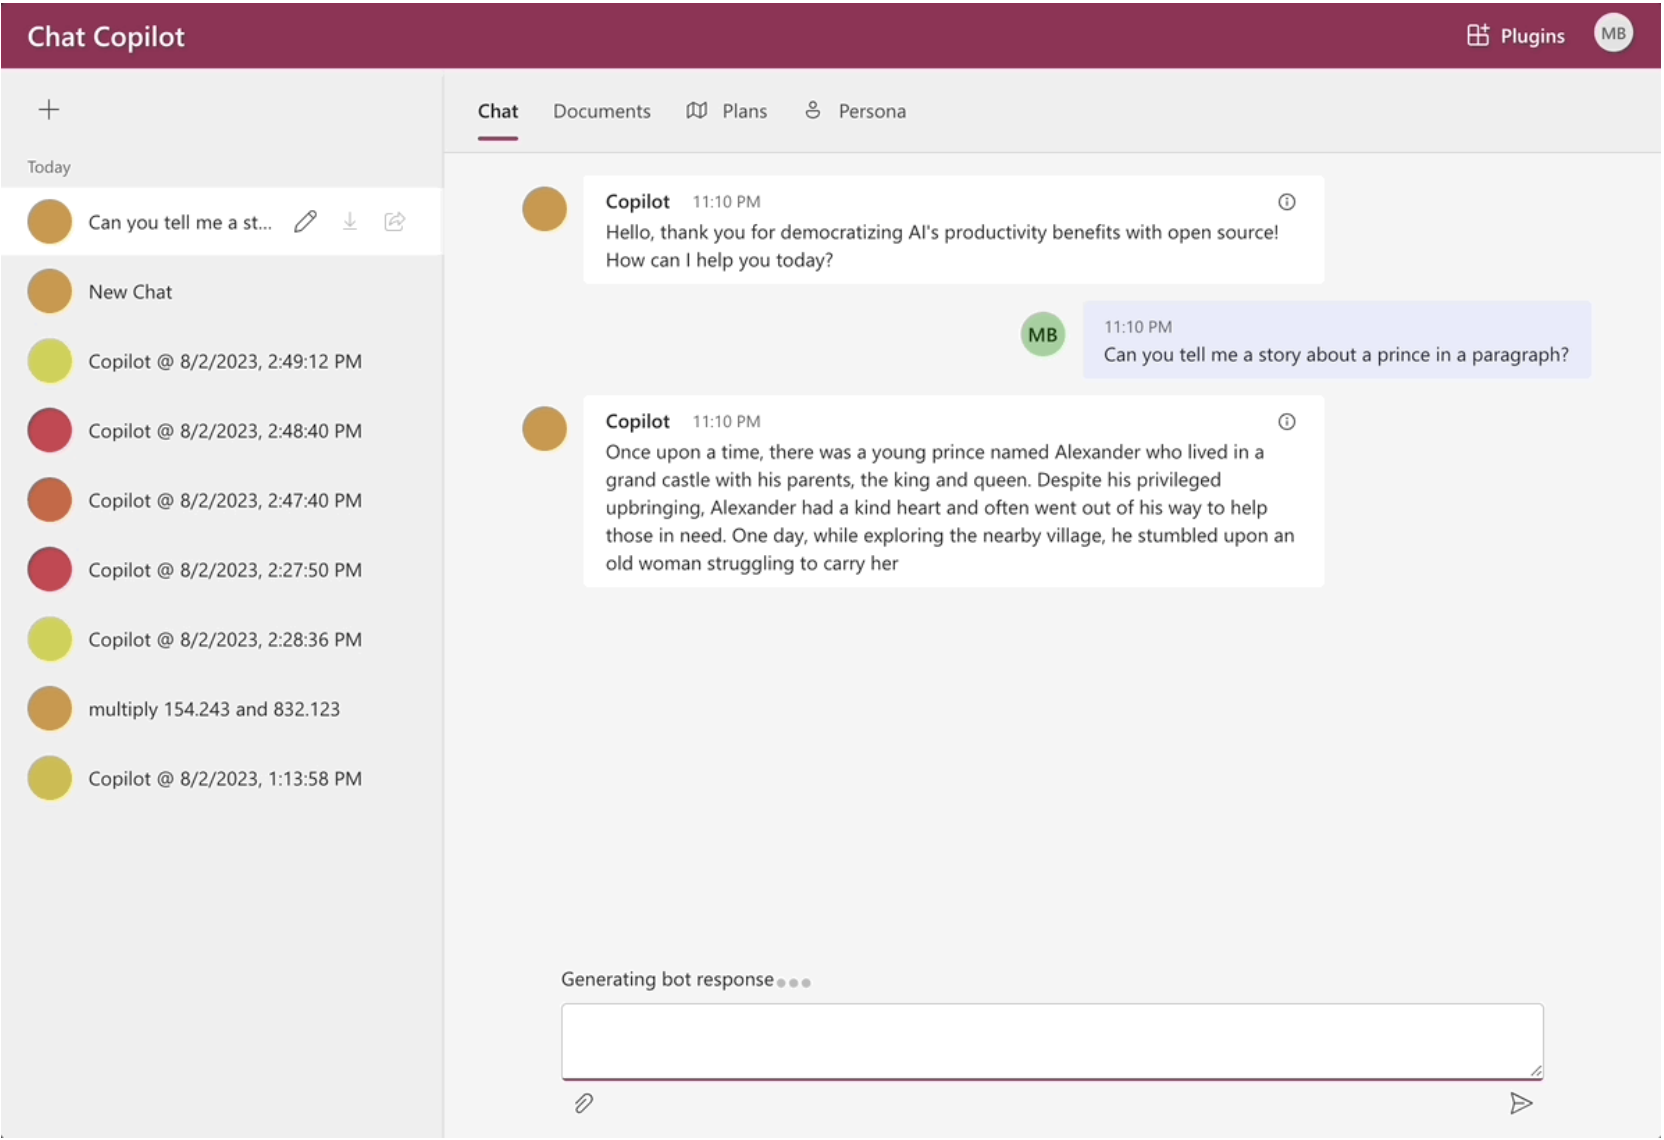 Chat Copilot
Plugins
MB
Today
Can you tell me a st...
New Chat
Copilot @ 8/2/2023, 2:49:12 PM
Copilot @ 8/2/2023, 2:48:40 PM
Copilot @ 8/2/2023, 2:47:40 PM
Copilot @ 8/2/2023, 2:27:50 PM
Copilot @ 8/2/2023, 2:28:36 PM
multiply 154.243 and 832.123
Copilot @ 8/2/2023, 1:13:58 PM
Chat
Documents
Plans
Persona
Copilot 11:10 PM
Hello, thank you for democratizing AI's productivity benefits with open source!
How can I help you today?
MB
11:10 PM
Can you tell me a story about a prince in a paragraph?
Copilot 11:10 PM
Once upon a time, there was a young prince named Alexander who lived in a
grand castle with his parents, the king and queen. Despite his privileged
upbringing, Alexander had a kind heart and often went out of his way to help
those in need. One day, while exploring the nearby village, he stumbled upon an
old woman struggling to carry her
Generating bot response